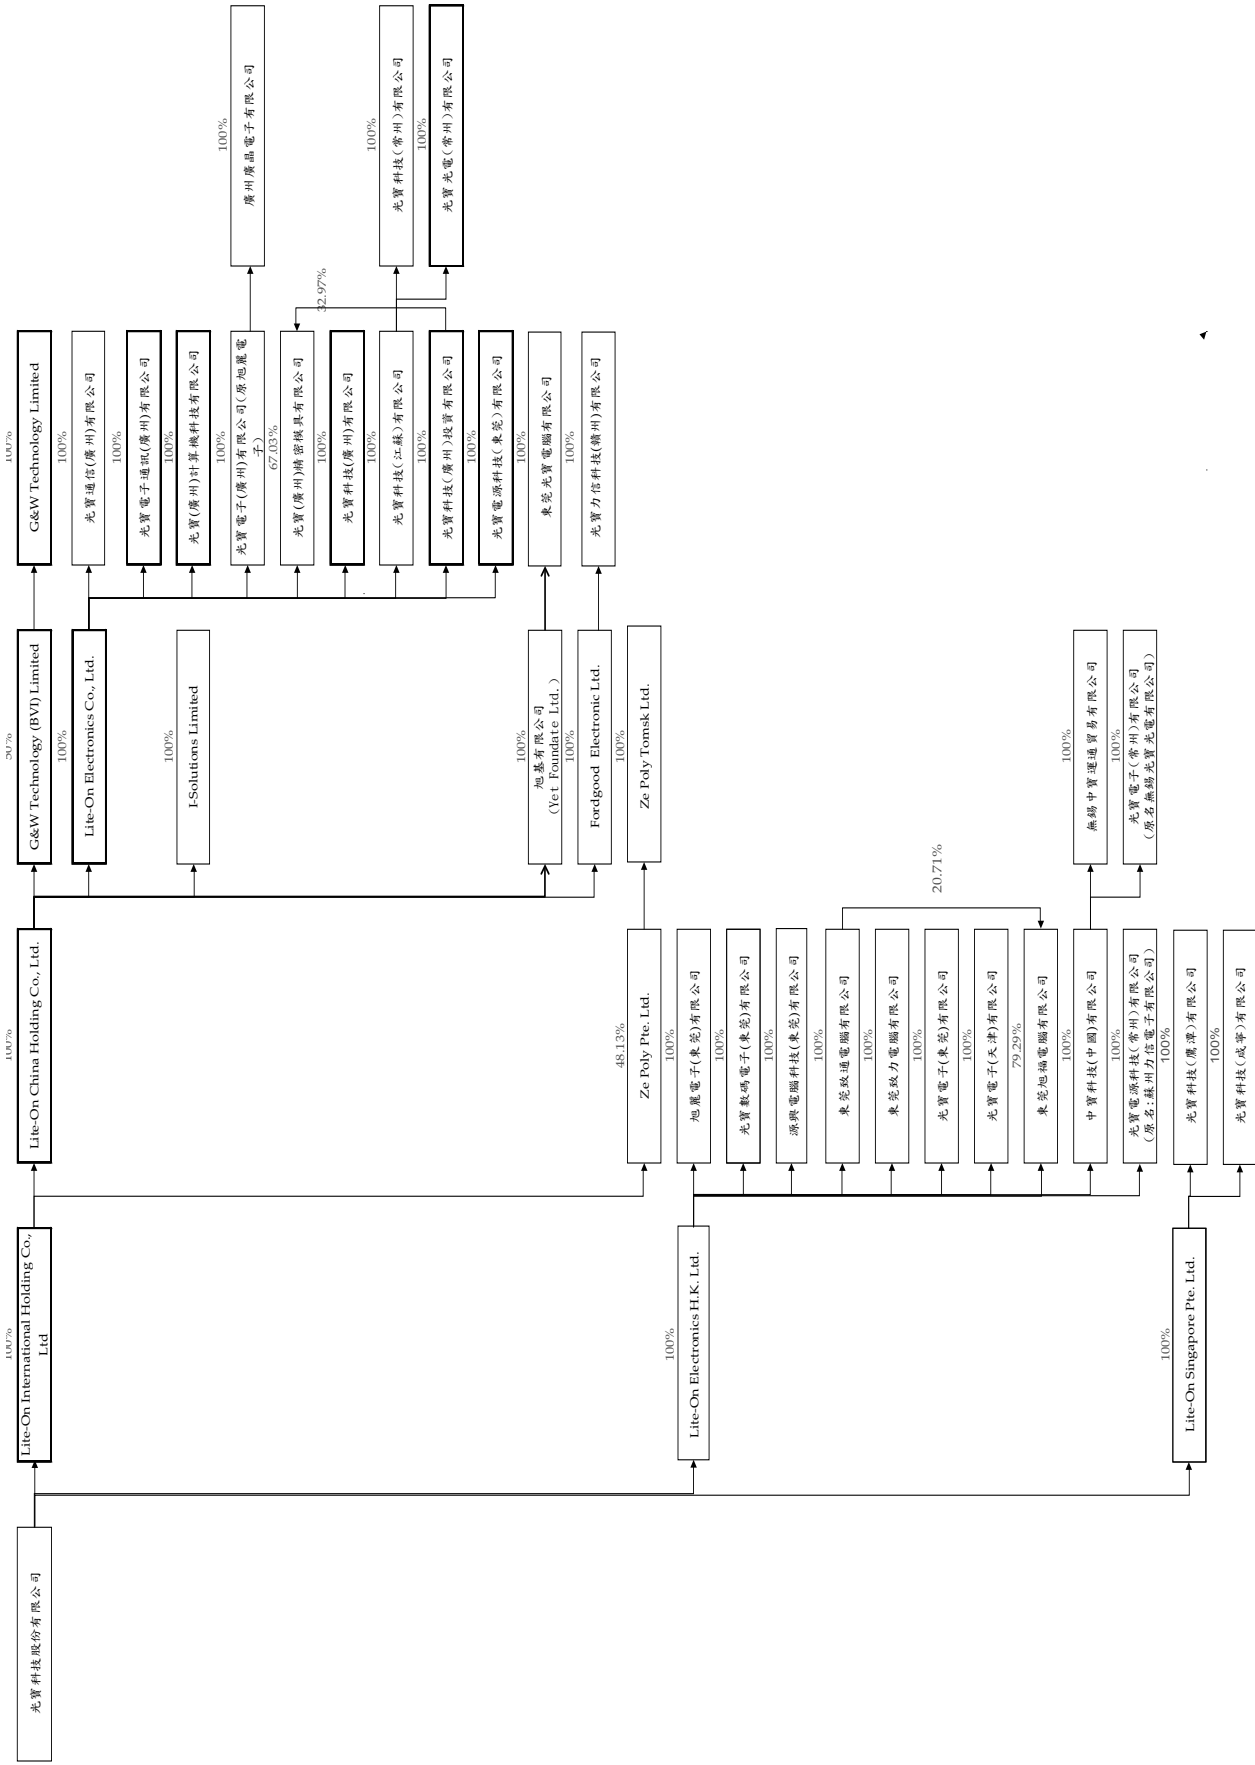 光寶科技股份有限公司
100%
Lite-On International Holding Co.,
Ltd
100%
Lite-On Electronics H.K. Ltd.
100%
Lite-On Singapore Pte. Ltd.
100%
Lite-On China Holding Co., Ltd.
48.13%
Ze Poly Pte. Ltd.
100%
旭麗電子(東莞)有限公司
100%
光寶數碼電子(東莞)有限公司
100%
源興電腦科技(東莞)有限公司
100%
東莞致通電腦有限公司
100%
東莞致力電腦有限公司
100%
光寶電子(東莞)有限公司
100%
光寶電子(天津)有限公司
79.29%
東莞旭福電腦有限公司
20.71%
100%
中寶科技(中國)有限公司
100%
光寶電源科技(常州)有限公司
(原名:蘇州力信電子有限公司)
100%
光寶科技(鷹潭)有限公司
100%
光寶科技(咸寧)有限公司
50%
G&W Technology (BVI) Limited
100%
Lite-On Electronics Co., Ltd.
100%
I-Solutions Limited
100%
旭基有限公司
(Yet Foundate Ltd.)
100%
Fordgood Electronic Ltd.
100%
Ze Poly Tomsk Ltd.
100%
無錫中寶運通貿易有限公司
100%
光寶電子(常州)有限公司
(原名無錫光寶光電有限公司)
100%
G&W Technology Limited
100%
光寶通信(廣州)有限公司
100%
光寶電子通訊(廣州)有限公司
100%
光寶(廣州)計算機科技有限公司
100%
光寶電子(廣州)有限公司(原旭麗電
子)
67.03%
光寶(廣州)精密模具有限公司
32.97%
100%
光寶科技(廣州)有限公司
100%
光寶科技(江蘇)有限公司
100%
光寶科技(廣州)投資有限公司
100%
光寶電源科技(東莞)有限公司
100%
東莞光寶電腦有限公司
100%
光寶力信科技(贛州)有限公司
100%
廣州廣晶電子有限公司
100%
光寶科技(常州)有限公司
100%
光寶光電(常州)有限公司